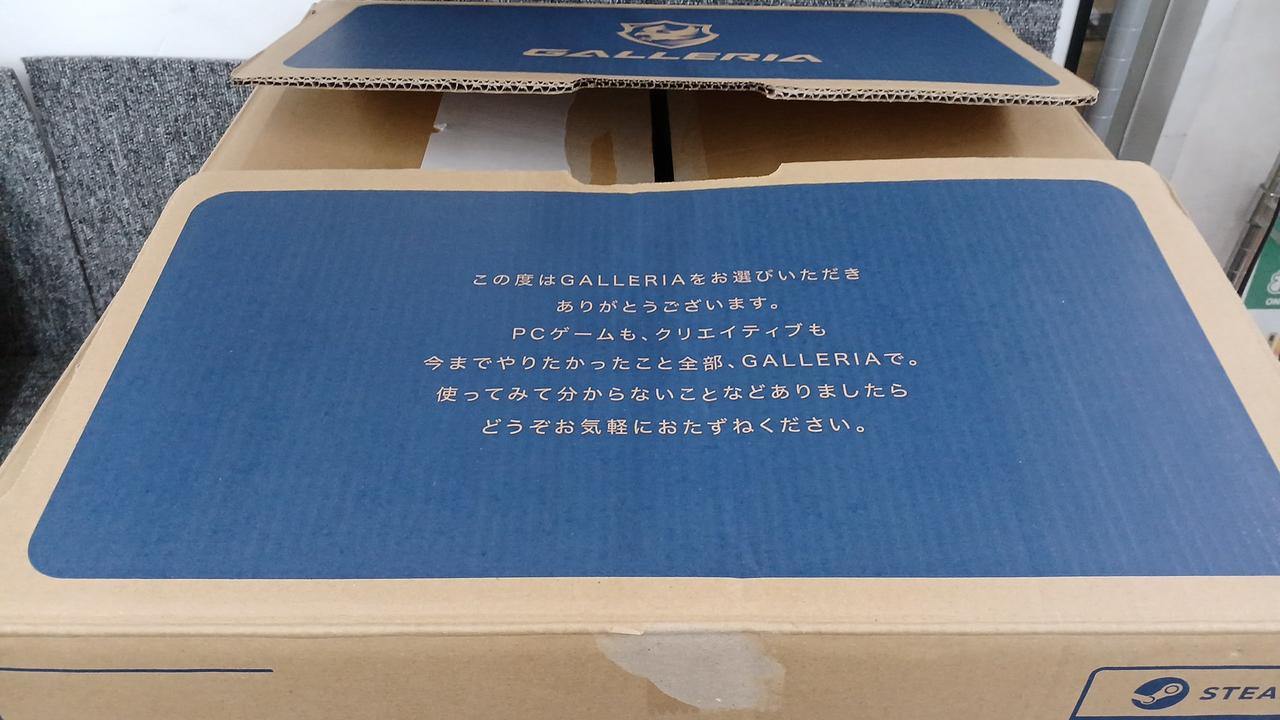 GALLERIA
この度はGALLERIAをお選びいただき
ありがとうございます。
PCゲームも、クリエイティブも
今までやりたかったこと全部、GALLERIAで。
使ってみて分からないことなどありましたら
どうぞお気軽におたずねください。
STEA